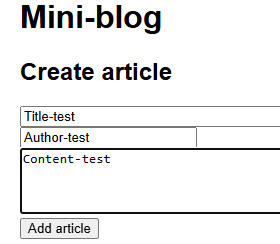 Mini-blog
Create article
Title-test
Author-test
Content-test
Add article